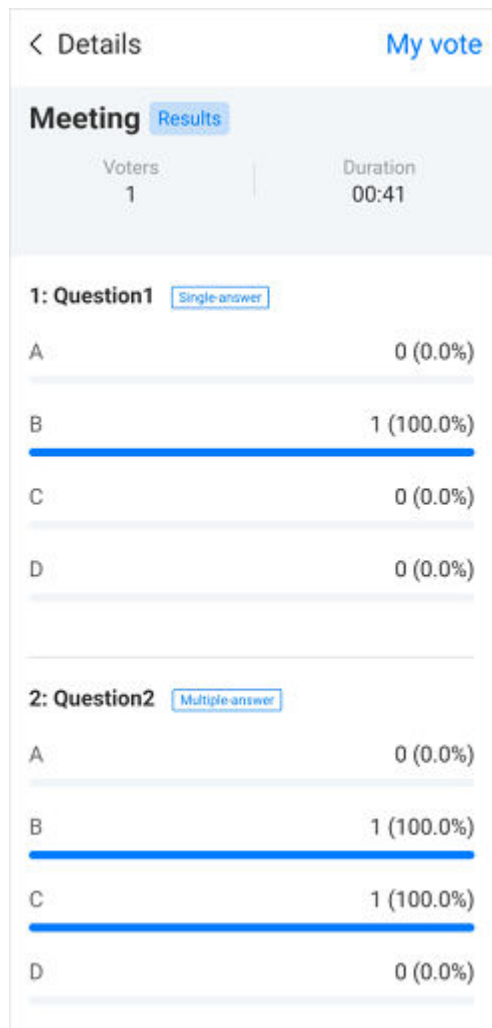 < Details My vote
Meeting Results
Voters Duration
1 00:41
1: Question1 Single-answer
A 0 (0.0%)
B 1 (100.0%)
C 0 (0.0%)
D 0 (0.0%)
2: Question2 Multiple-answer
A 0 (0.0%)
B 1 (100.0%)
C 1 (100.0%)
D 0 (0.0%)